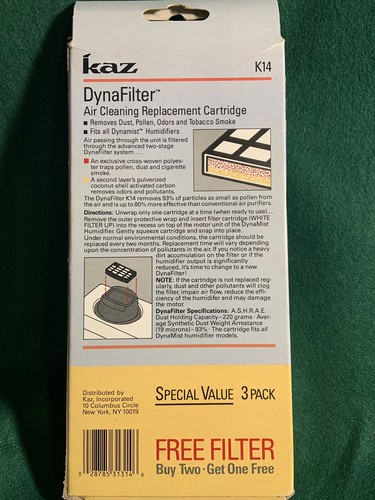 kaz
K14
DynaFilter™
Air Cleaning Replacement Cartridge
■ Removes Dust, Pollen, Odors and Tobacco Smoke
■ Fits all Dynamist™ Humidifiers
Air passing through the unit is filtered
through the advanced two-stage
DynaFilter system....
■ An exclusive cross-woven polyes-
ter traps pollen, dust and cigarette
smoke.
■ A second layer's pulverized
coconut-shell activated carbon
removes odors and pollutants.
The DynaFilter K14 removes 93% of particles as small as pollen from
the air and is up to 80% more effective than conventional air purifiers.
Directions: Unwrap only one cartridge at a time (when ready to use)....
Remove the outer protective wrap and insert filter cartridge (WHITE
FILTER UP) into the recess on top of the motor unit of the DynaMist
Humidifier. Gently squeeze cartridge and snap into place.
Under normal environmental conditions, the cartridge should be
replaced every two months. Replacement time will vary depending
upon the concentration of pollutants in the air. If you notice a heavy
dirt accumulation on the filter or if the
humidifier output is significantly
reduced, it's time to change to a new
DynaFilter!
NOTE: If the cartridge is not replaced reg-
ularly, dust and other pollutants will clog
the filter, impair air flow, reduce the effi-
ciency of the humidifer and may damage
the motor.
DynaFilter Specifications: A.S.H.R.A.E.
Dust Holding Capacity–220 grams · Aver-
age Synthetic Dust Weight Arrestance
(19 microns)–93% · The cartridge fits all
DynaMist humidifier models.
Distributed by
Kaz, Incorporated
10 Columbus Circle
New York, NY 10019
SPECIAL VALUE 3 PACK
0 28785 31314 6
FREE FILTER
Buy Two · Get One Free